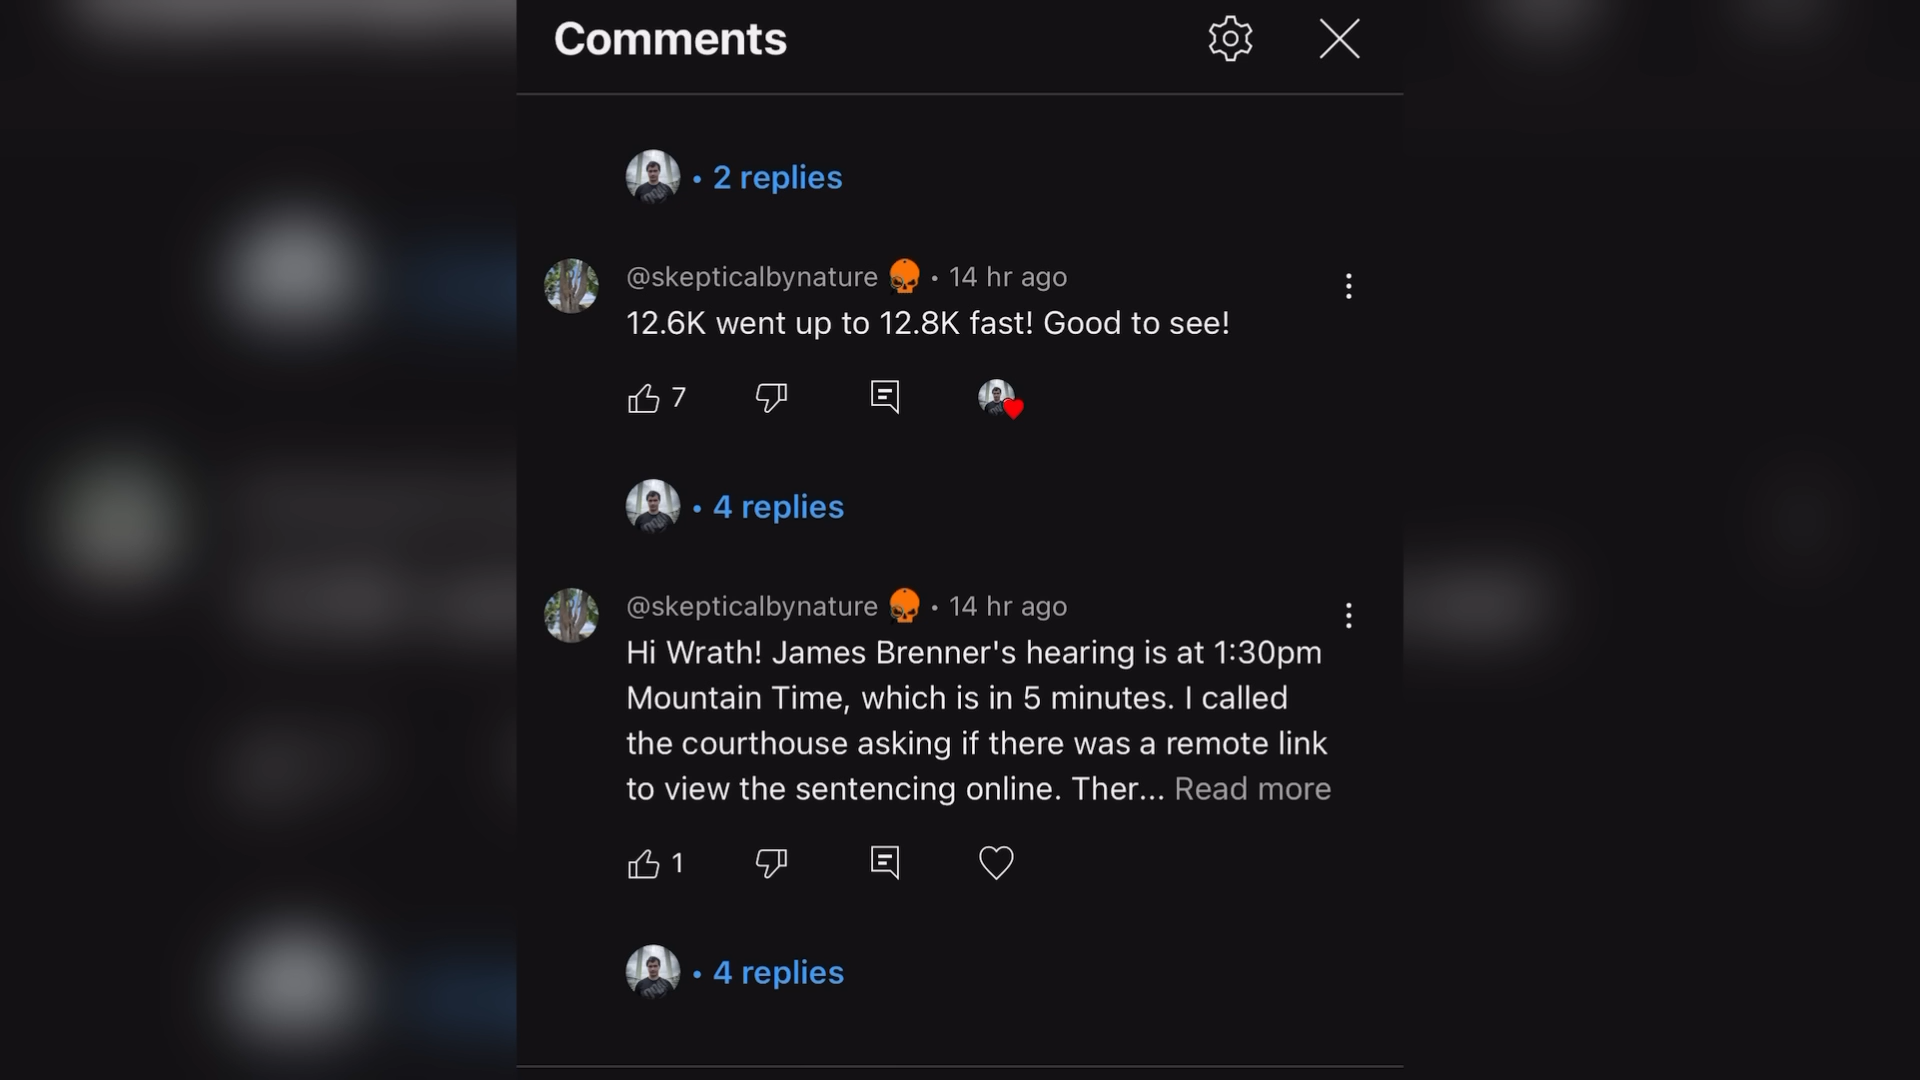 Comments
• 2 replies
@skepticalbynature • 14 hr ago
12.6K went up to 12.8K fast! Good to see!
7
• 4 replies
@skepticalbynature • 14 hr ago
Hi Wrath! James Brenner's hearing is at 1:30pm
Mountain Time, which is in 5 minutes. I called
the courthouse asking if there was a remote link
to view the sentencing online. Ther... Read more
1
• 4 replies